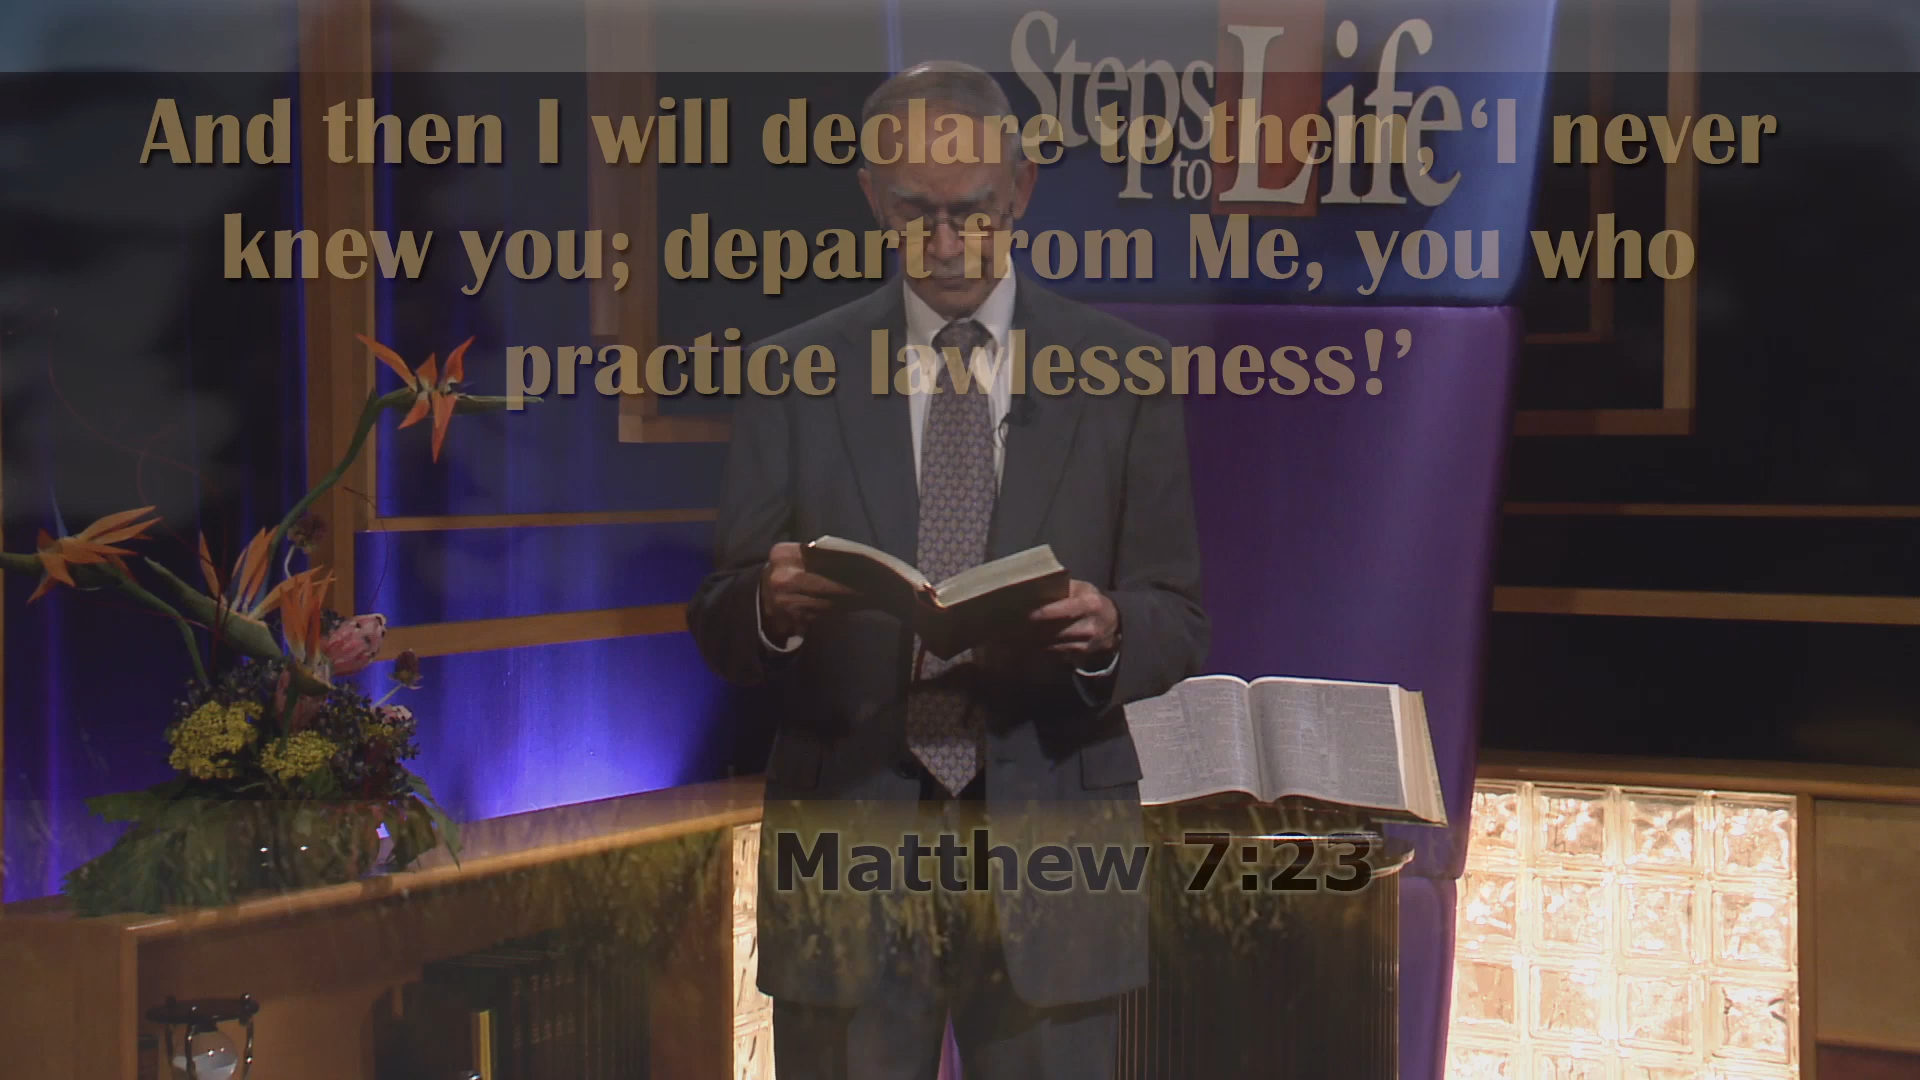 Steps
to
Life
And then I will declare to them, ‘I never
knew you; depart from Me, you who
practice lawlessness!’
Matthew 7:23